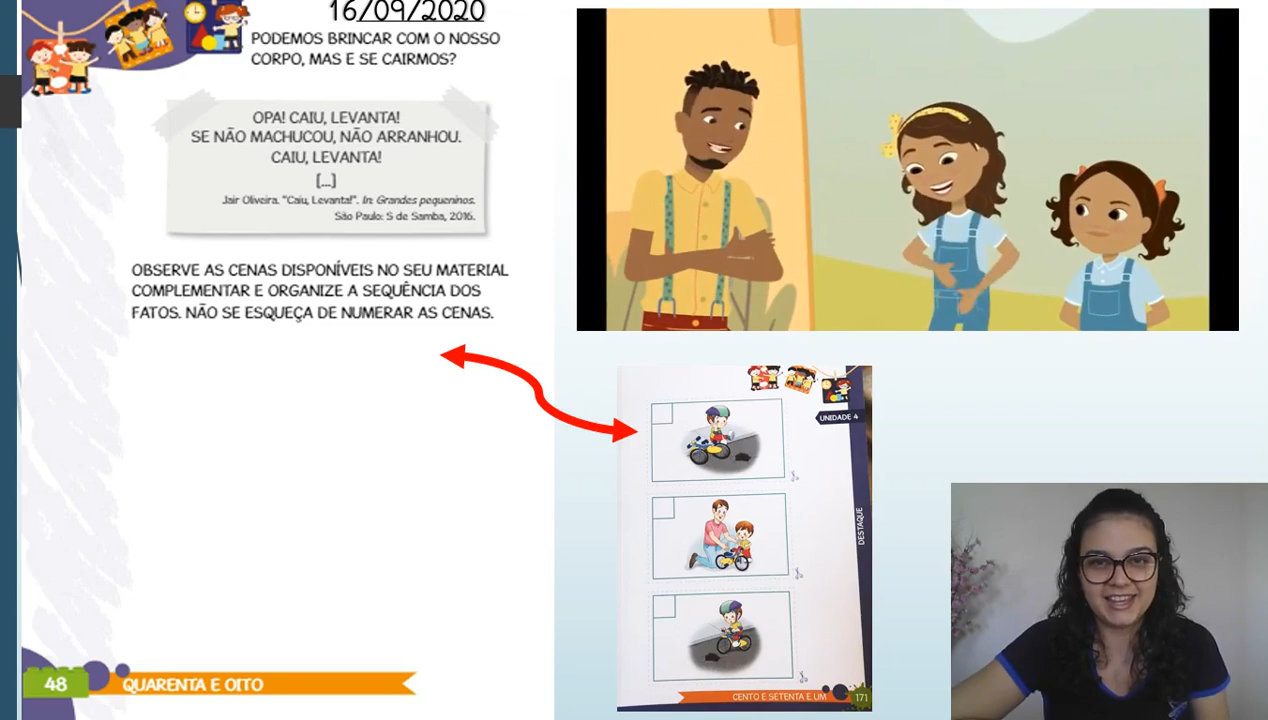 16/09/2020
PODEMOS BRINCAR COM O NOSSO
CORPO, MAS E SE CAIRMOS?
OPA! CAIU, LEVANTA!
SE NÃO MACHUCOU, NÃO ARRANHOU.
CAIU, LEVANTA!
[...]
Jair Oliveira. "Caiu, Levanta!". In: Grandes pequeninos.
São Paulo: S de Samba, 2016.
OBSERVE AS CENAS DISPONÍVEIS NO SEU MATERIAL
COMPLEMENTAR E ORGANIZE A SEQUÊNCIA DOS
FATOS. NÃO SE ESQUEÇA DE NUMERAR AS CENAS.
48 QUARENTA E OITO
UNIDADE 4
DESTAQUE
CENTO E SETENTA E UM 171